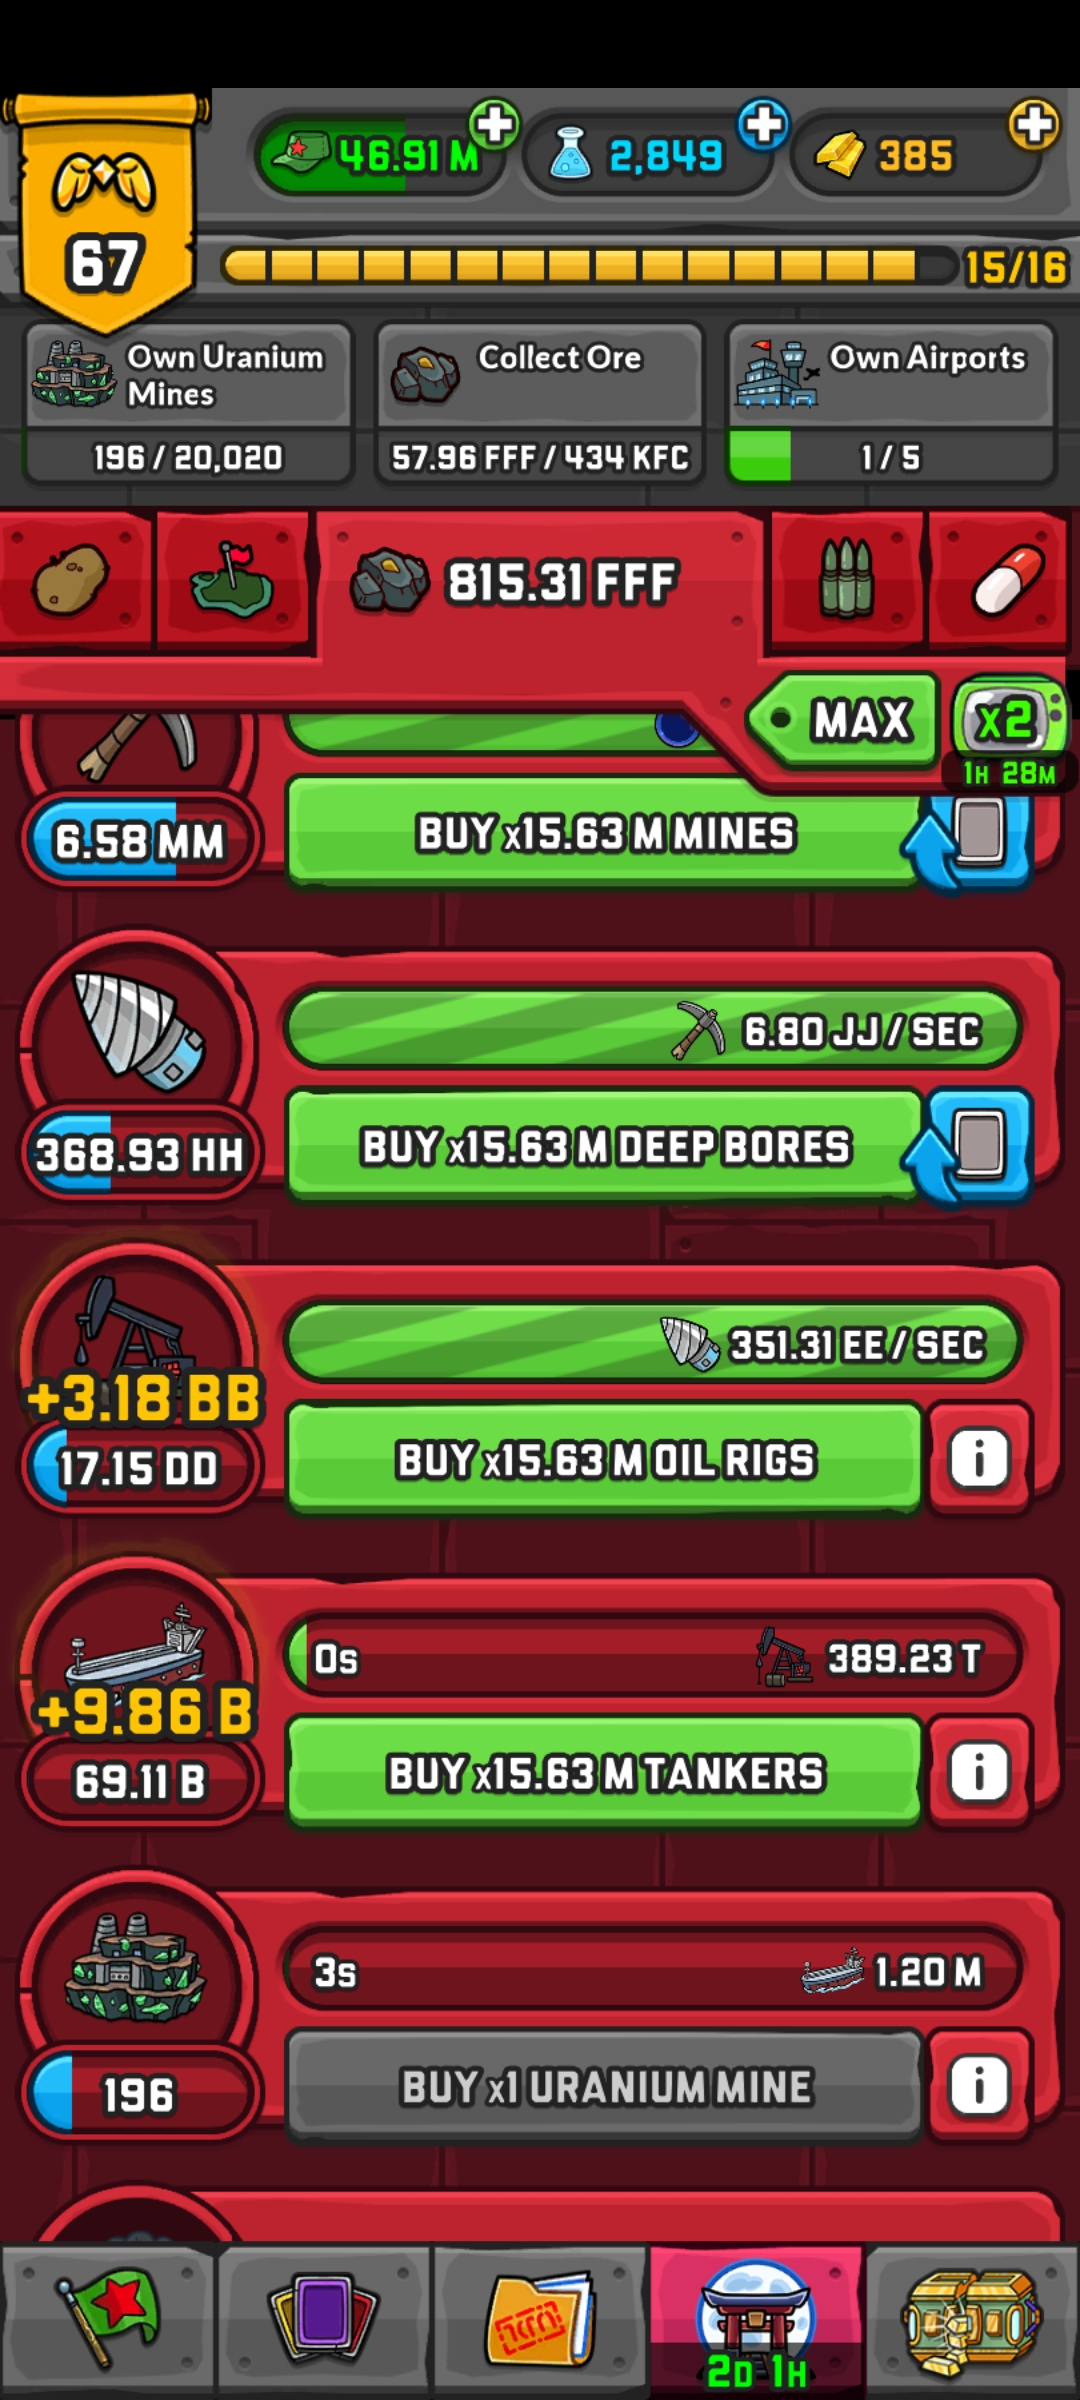 46.91 M
2,849
385
67
15/16
Own Uranium
Mines
196 / 20,020
Collect Ore
57.96 FFF / 434 KFC
Own Airports
1 / 5
815.31 FFF
MAX
x2
1H 28M
6.58 MM
BUY x15.63 M MINES
6.80 JJ / SEC
368.93 HH
BUY x15.63 M DEEP BORES
351.31 EE / SEC
+3.18 BB
17.15 DD
BUY x15.63 M OIL RIGS
i
0s
389.23 T
+9.86 B
69.11 B
BUY x15.63 M TANKERS
i
3s
1.20 M
196
BUY x1 URANIUM MINE
i
2D 1H